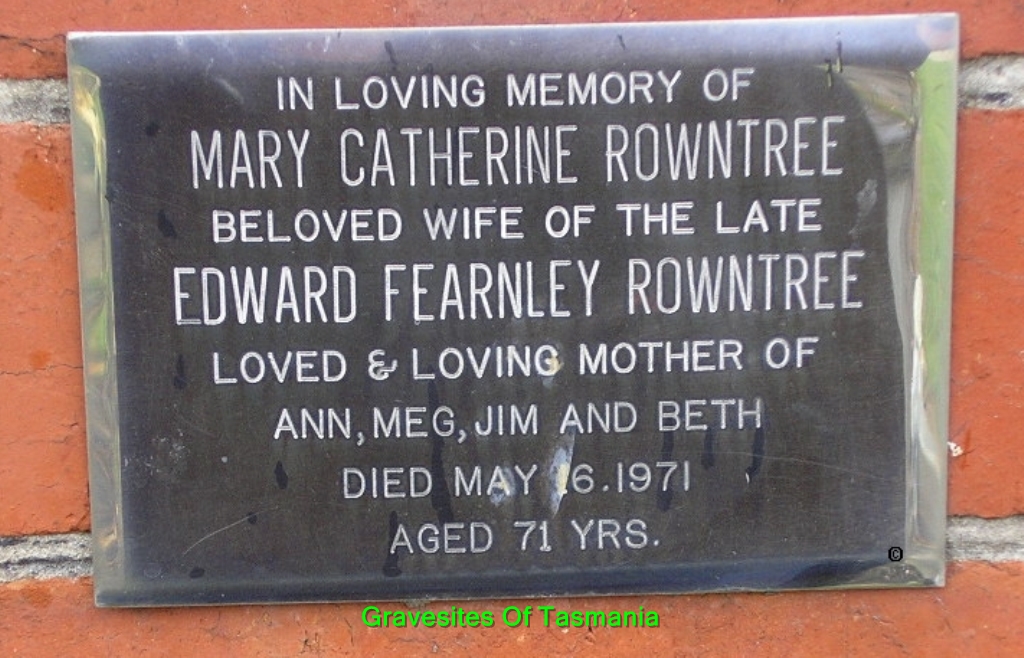 IN LOVING MEMORY OF
MARY CATHERINE ROWNTREE
BELOVED WIFE OF THE LATE
EDWARD FEARNLEY ROWNTREE
LOVED & LOVING MOTHER OF
ANN, MEG, JIM AND BETH
DIED MAY 16.1971
AGED 71 YRS.
©
Gravesites Of Tasmania